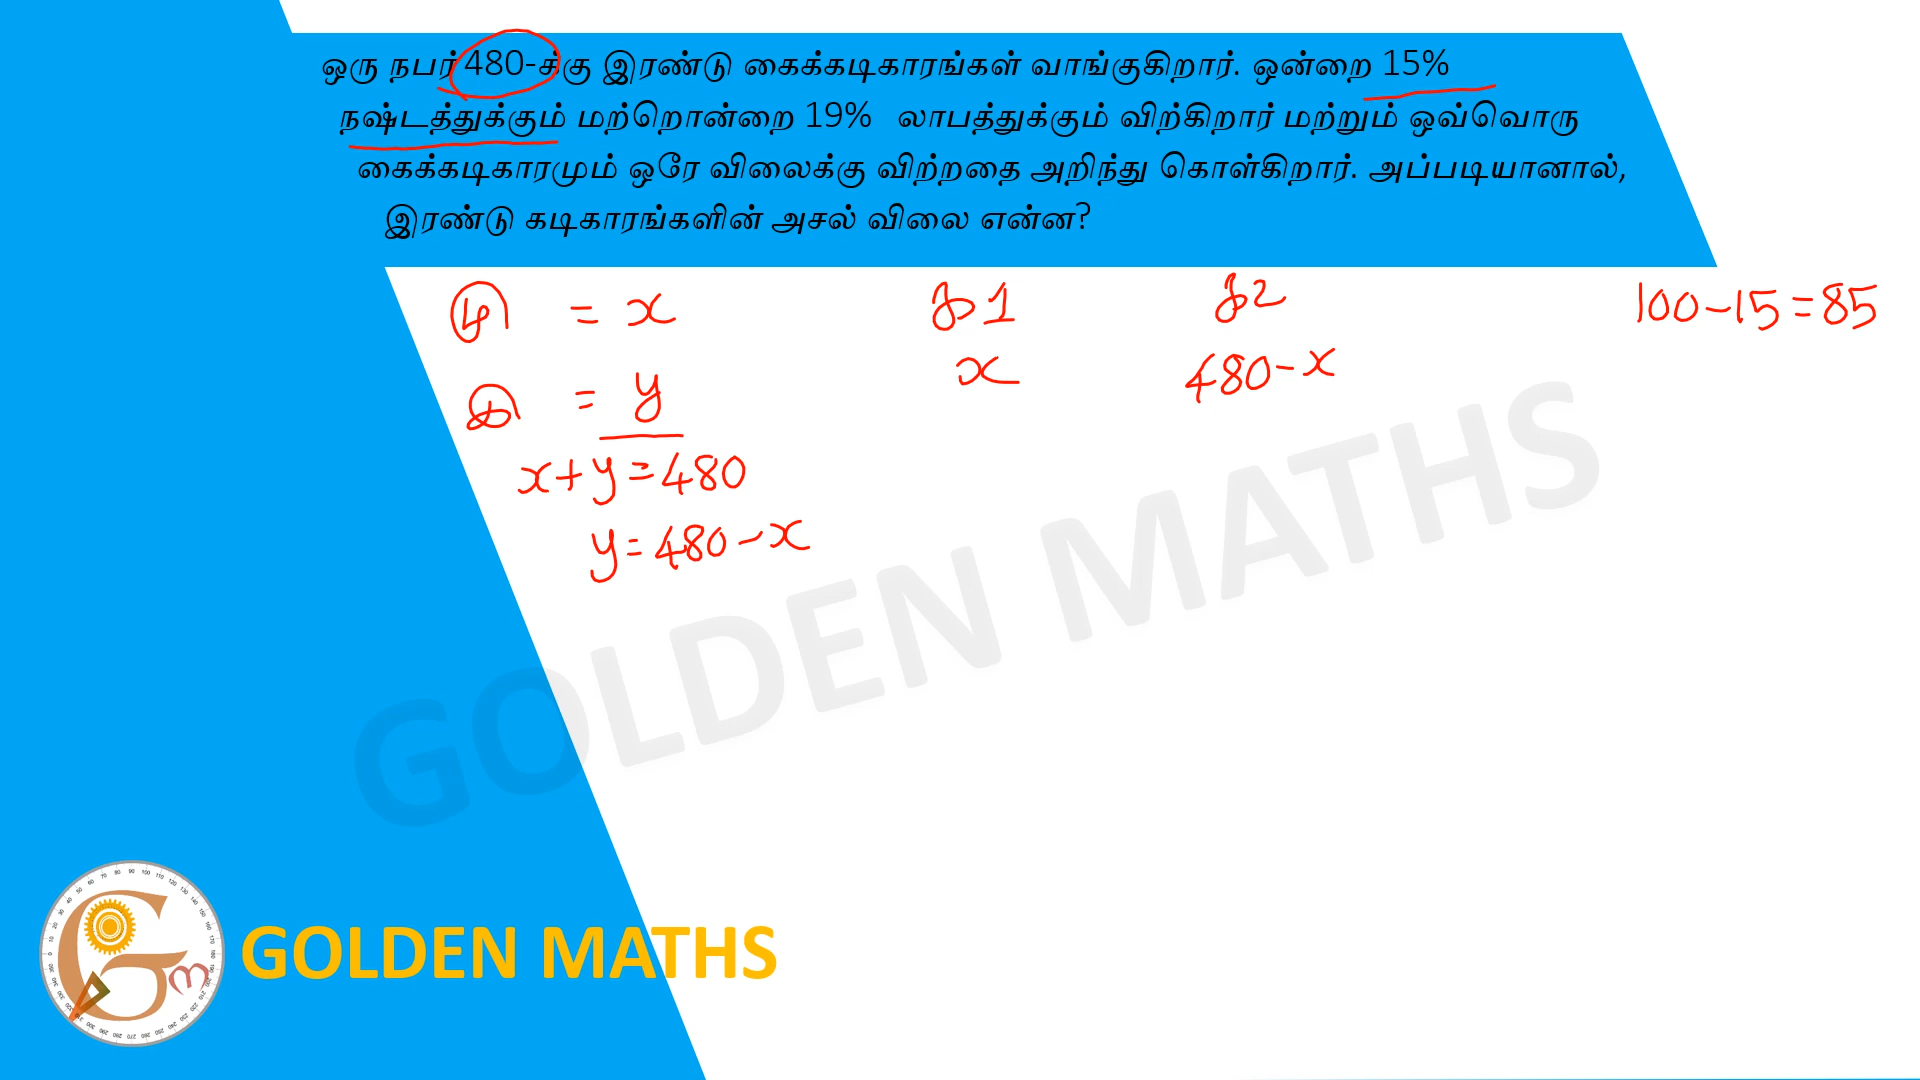 ஒரு நபர் 480-க்கு இரண்டு கைக்கடிகாரங்கள் வாங்குகிறார். ஒன்றை 15%
நஷ்டத்துக்கும் மற்றொன்றை 19% லாபத்துக்கும் விற்கிறார் மற்றும் ஒவ்வொரு
கைக்கடிகாரமும் ஒரே விலைக்கு விற்றதை அறிந்து கொள்கிறார். அப்படியானால்,
இரண்டு கடிகாரங்களின் அசல் விலை என்ன?
= x
= y
x+y=480
y=480-x
க1
க2
x
480-x
100-15=85
GOLDEN MATHS
GOLDEN MATHS